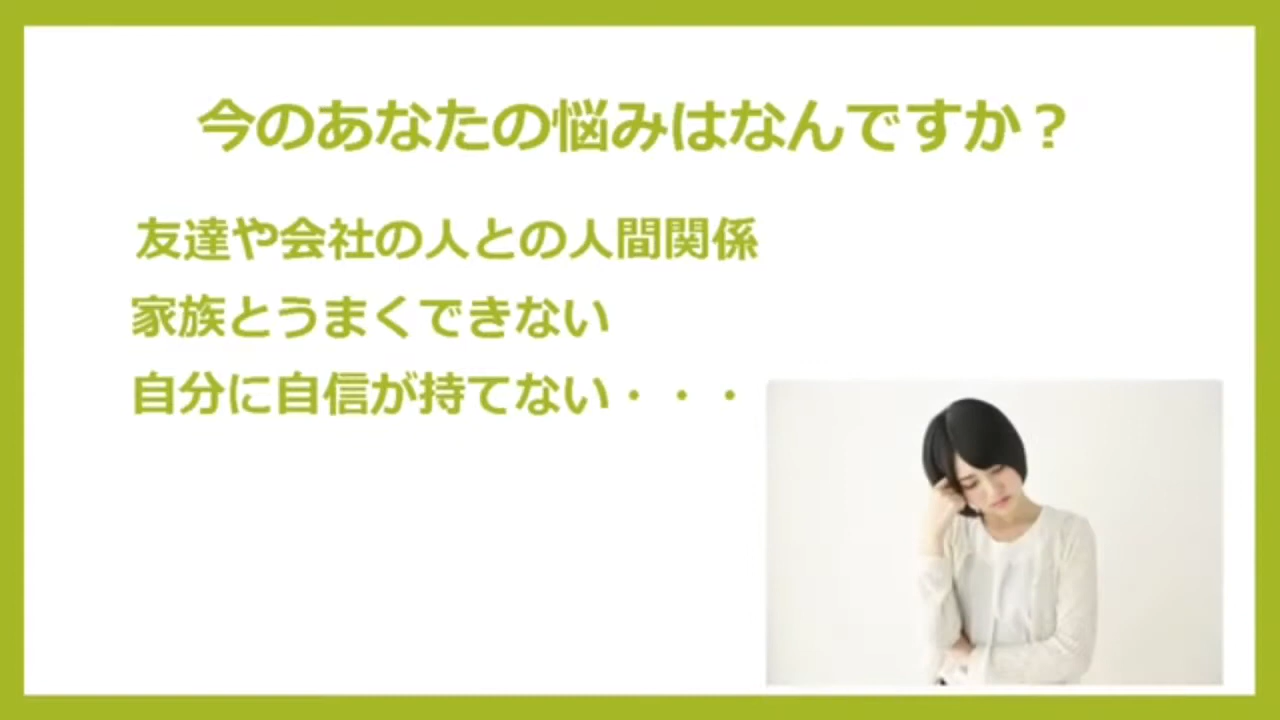 今のあなたの悩みはなんですか？
友達や会社の人との人間関係
家族とうまくできない
自分に自信が持てない・・・